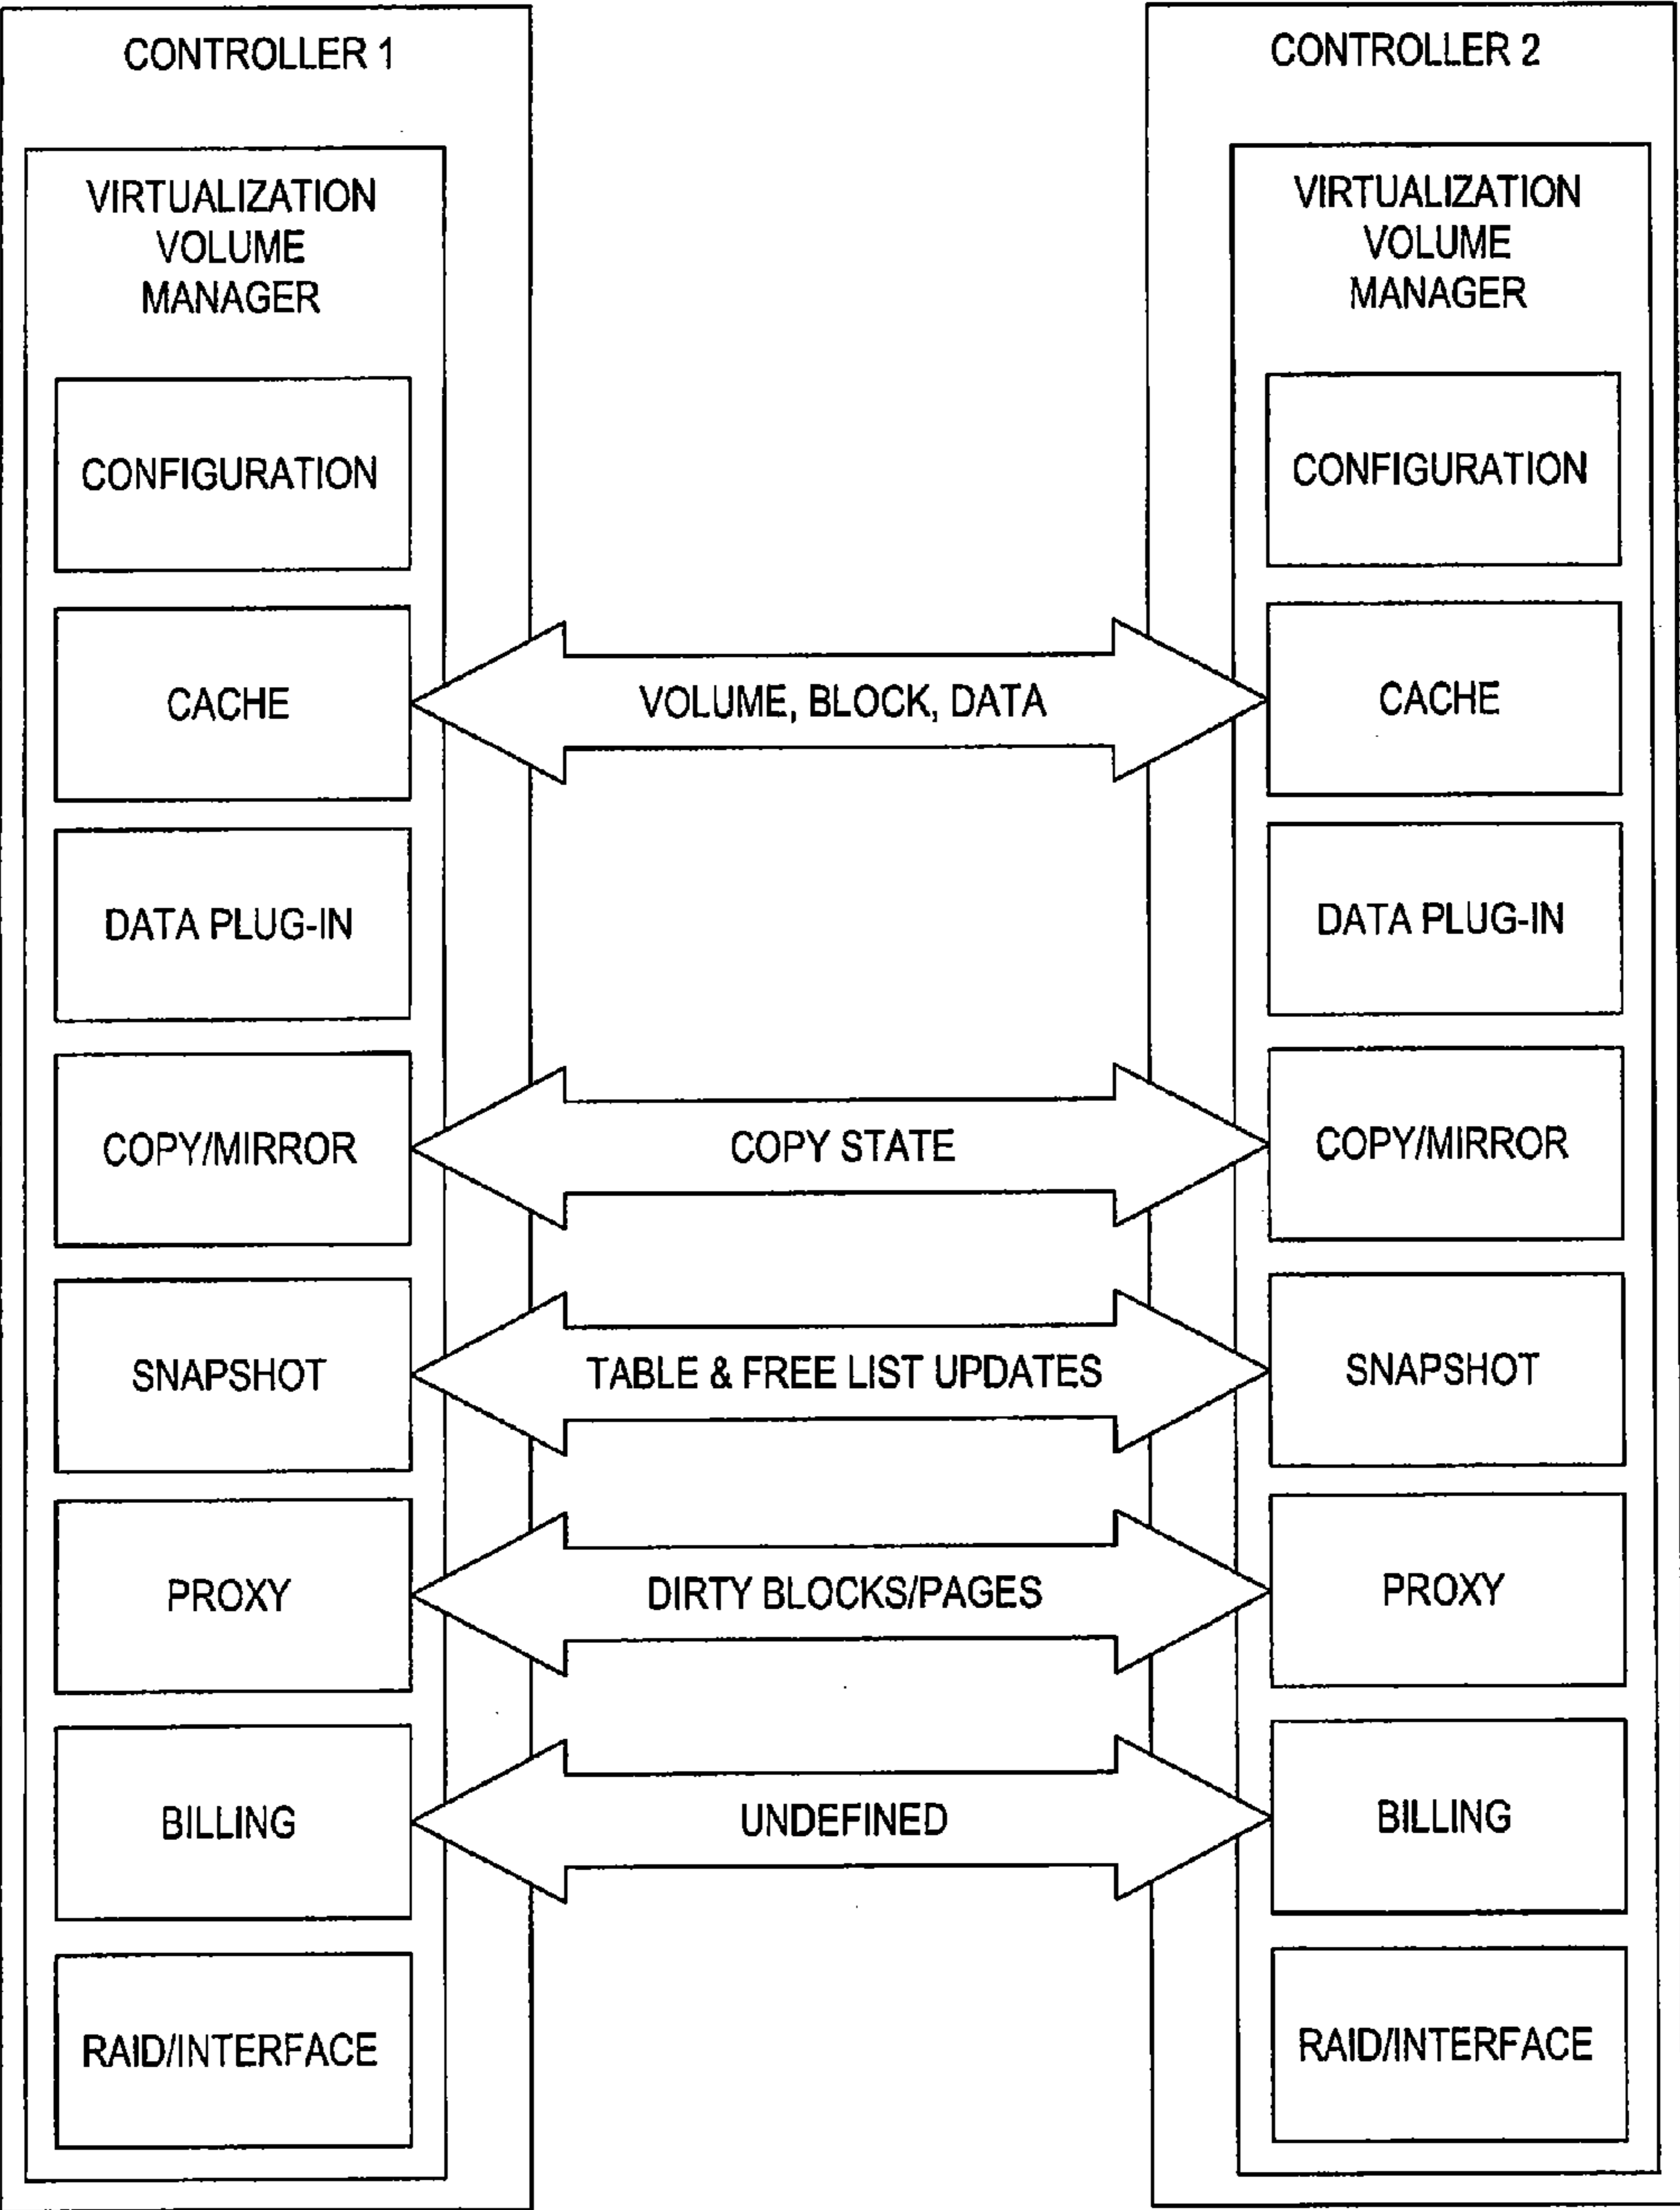 CONTROLLER 1
VIRTUALIZATION
VOLUME
MANAGER
CONFIGURATION
CACHE
DATA PLUG-IN
COPY/MIRROR
SNAPSHOT
PROXY
BILLING
RAID/INTERFACE
VOLUME, BLOCK, DATA
COPY STATE
TABLE & FREE LIST UPDATES
DIRTY BLOCKS/PAGES
UNDEFINED
CONTROLLER 2
VIRTUALIZATION
VOLUME
MANAGER
CONFIGURATION
CACHE
DATA PLUG-IN
COPY/MIRROR
SNAPSHOT
PROXY
BILLING
RAID/INTERFACE